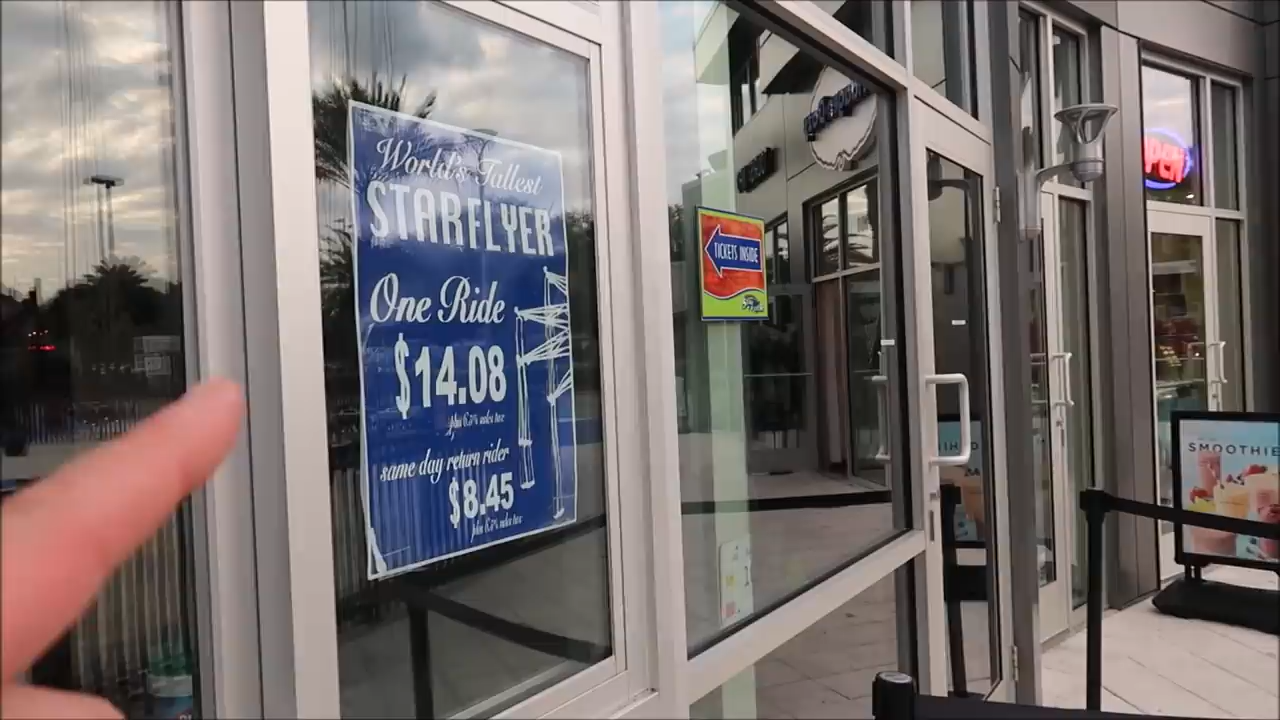 World's Tallest
STARFLYER
One Ride
$14.08
plus 6.5% sales tax
same day return rider
$8.45
plus 6.5% sales tax
TICKETS INSIDE
OPEN
SMOOTHIE